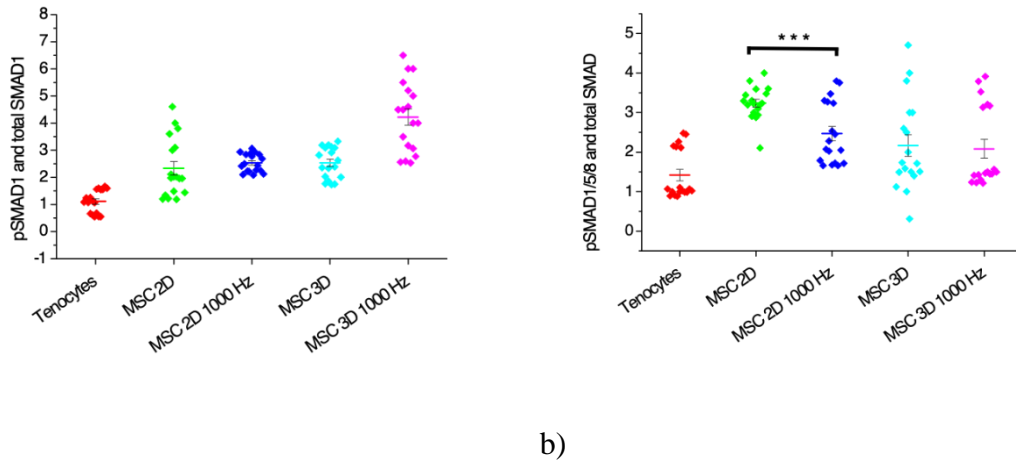 pSMAD1 and total SMAD1
8
7
6
5
4
3
2
1
0
-1
Tenocytes
MSC 2D
MSC 2D 1000 Hz
MSC 3D
MSC 3D 1000 Hz
pSMAD1/5/8 and total SMAD
5
4
3
2
1
0
***
Tenocytes
MSC 2D
MSC 2D 1000 Hz
MSC 3D
MSC 3D 1000 Hz
b)